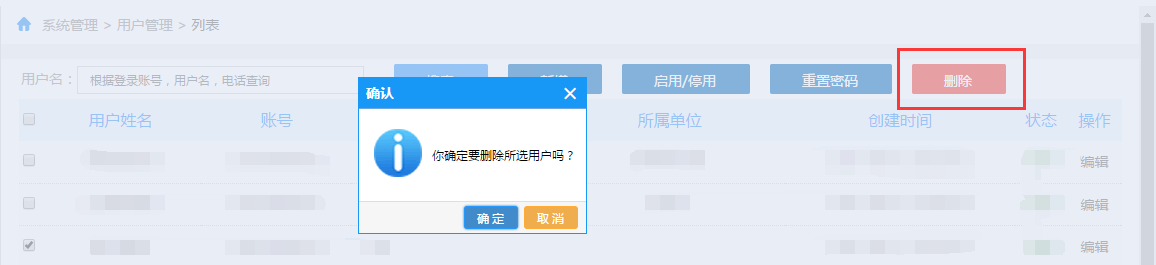 系统管理 > 用户管理 > 列表
用户名： 根据登录账号，用户名，电话查询 启用/停用 重置密码 删除
确认
用户姓名 账号 所属单位 创建时间 状态 操作
你确定要删除所选用户吗？
编辑
编辑
确定 取消
编辑